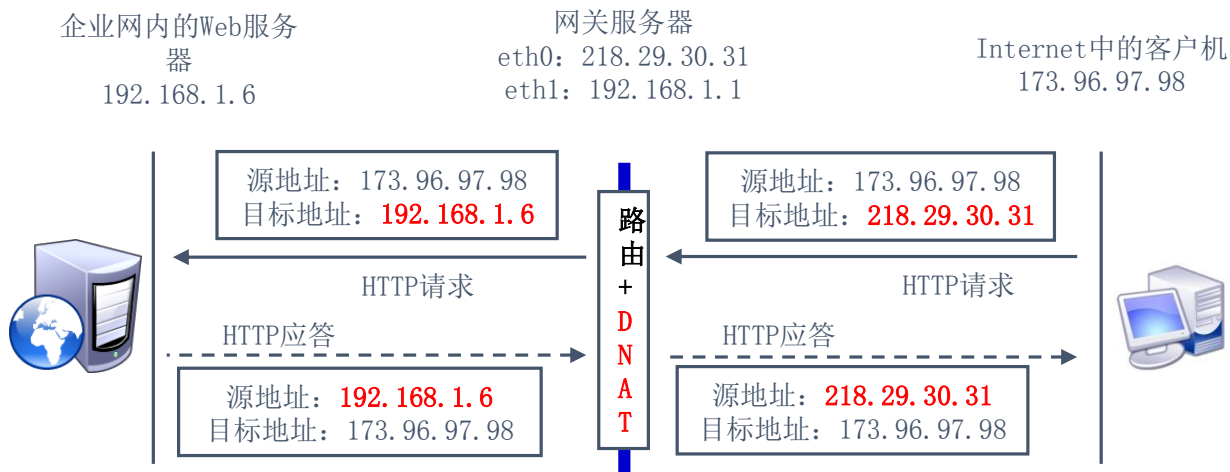 企业网内的Web服务
器
192.168.1.6
网关服务器
eth0：218.29.30.31
eth1：192.168.1.1
Internet中的客户机
173.96.97.98
源地址：173.96.97.98
目标地址：192.168.1.6
源地址：173.96.97.98
目标地址：218.29.30.31
HTTP请求
HTTP请求
路
由
+
D
N
A
T
HTTP应答
HTTP应答
源地址：192.168.1.6
目标地址：173.96.97.98
源地址：218.29.30.31
目标地址：173.96.97.98